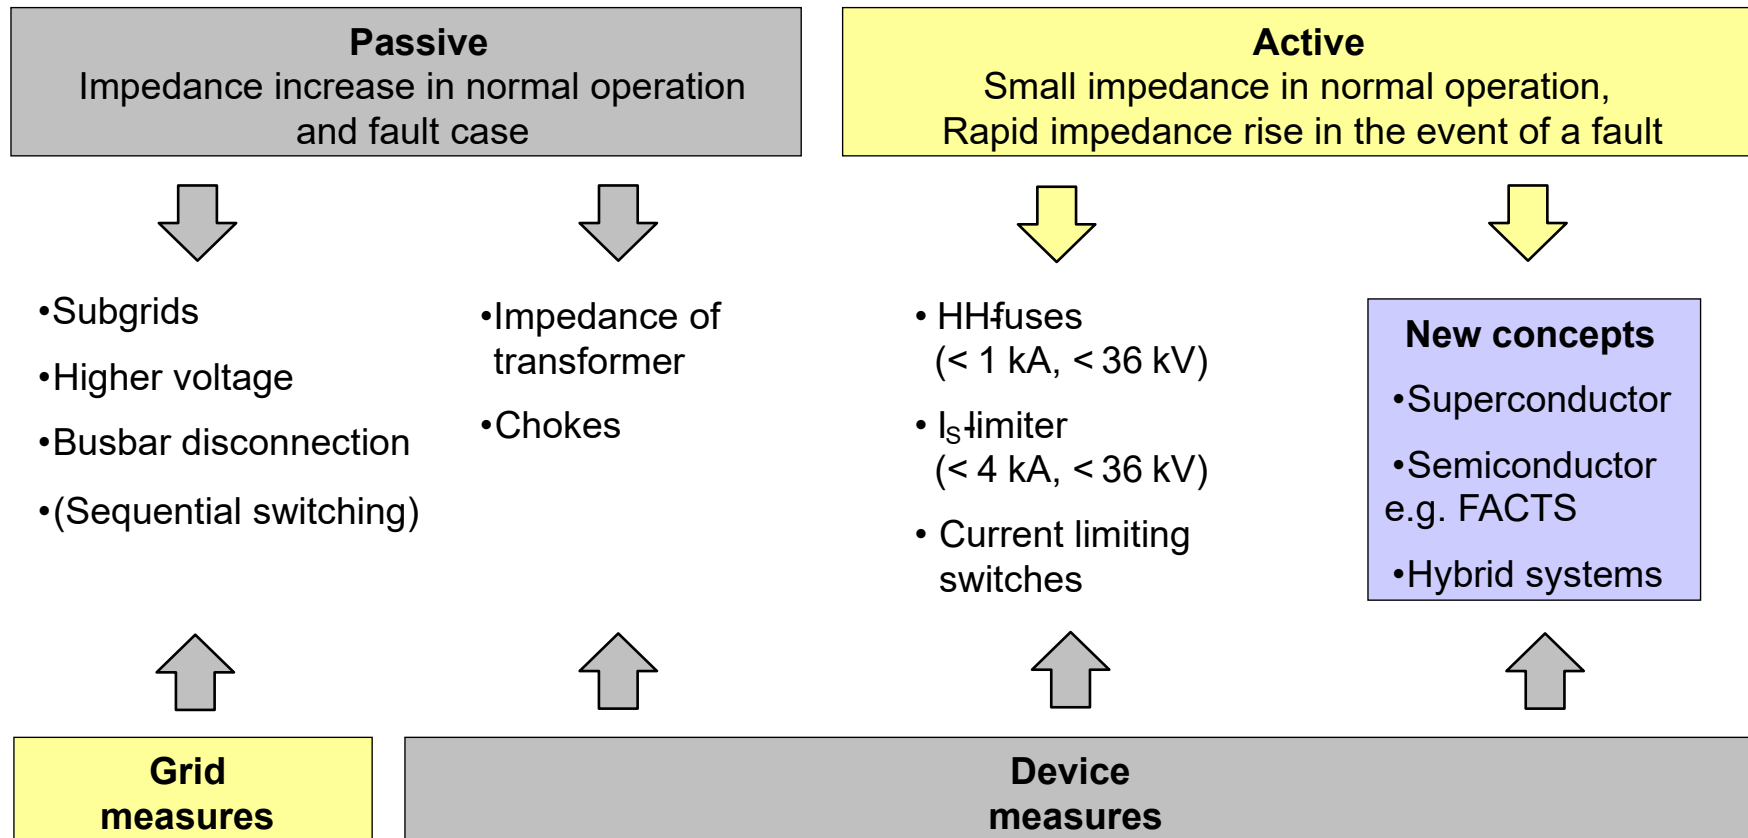 Passive
Impedance increase in normal operation
and fault case
Active
Small impedance in normal operation,
Rapid impedance rise in the event of a fault
•Subgrids
•Higher voltage
•Busbar disconnection
•(Sequential switching)
•Impedance of
transformer
•Chokes
• HH-fuses
(< 1 kA, < 36 kV)
• IS-limiter
(< 4 kA, < 36 kV)
• Current limiting
switches
New concepts
•Superconductor
•Semiconductor
e.g. FACTS
•Hybrid systems
Grid
measures
Device
measures